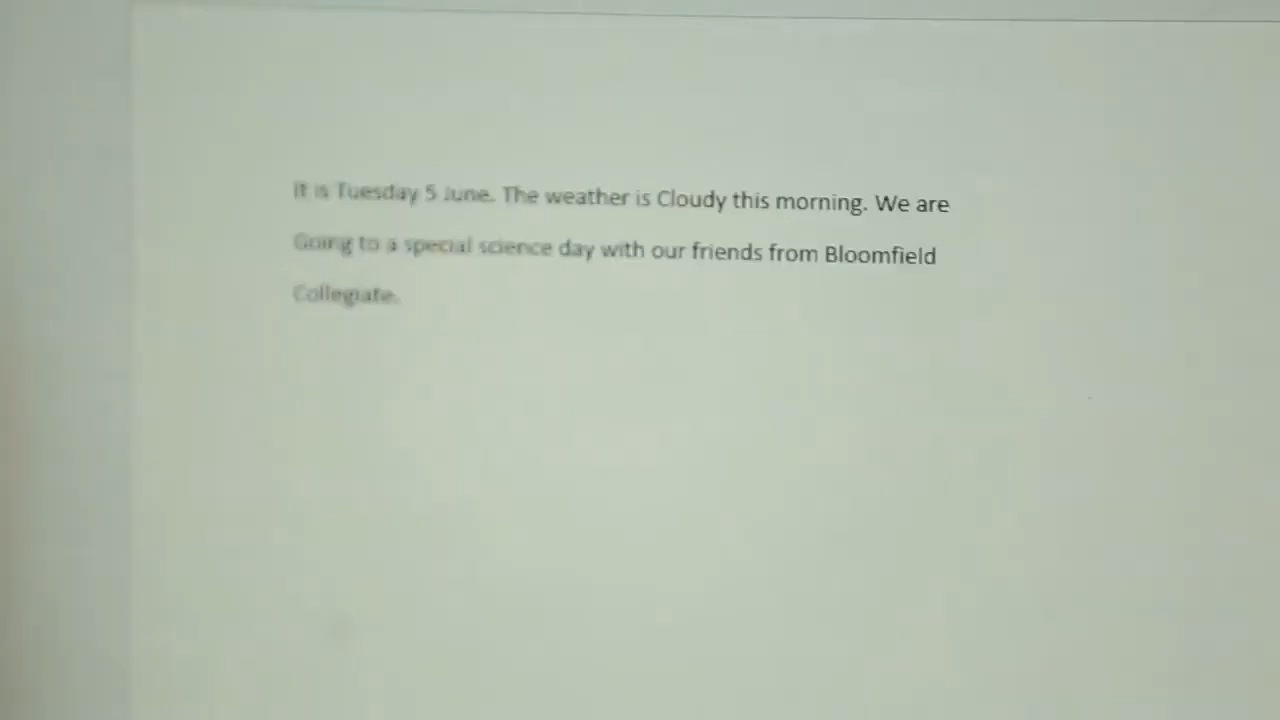 It is Tuesday 5 June. The weather is Cloudy this morning. We are
Going to a special science day with our friends from Bloomfield
Collegiate.